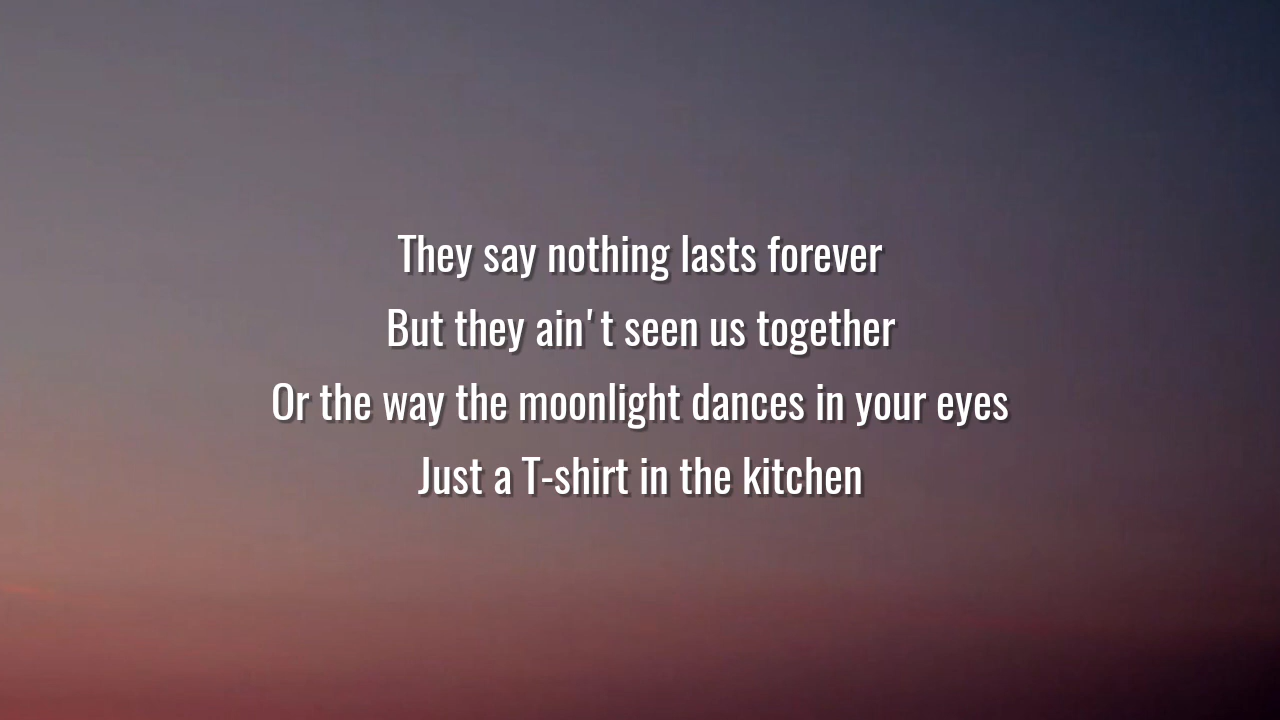 They say nothing lasts forever
But they ain't seen us together
Or the way the moonlight dances in your eyes
Just a T-shirt in the kitchen